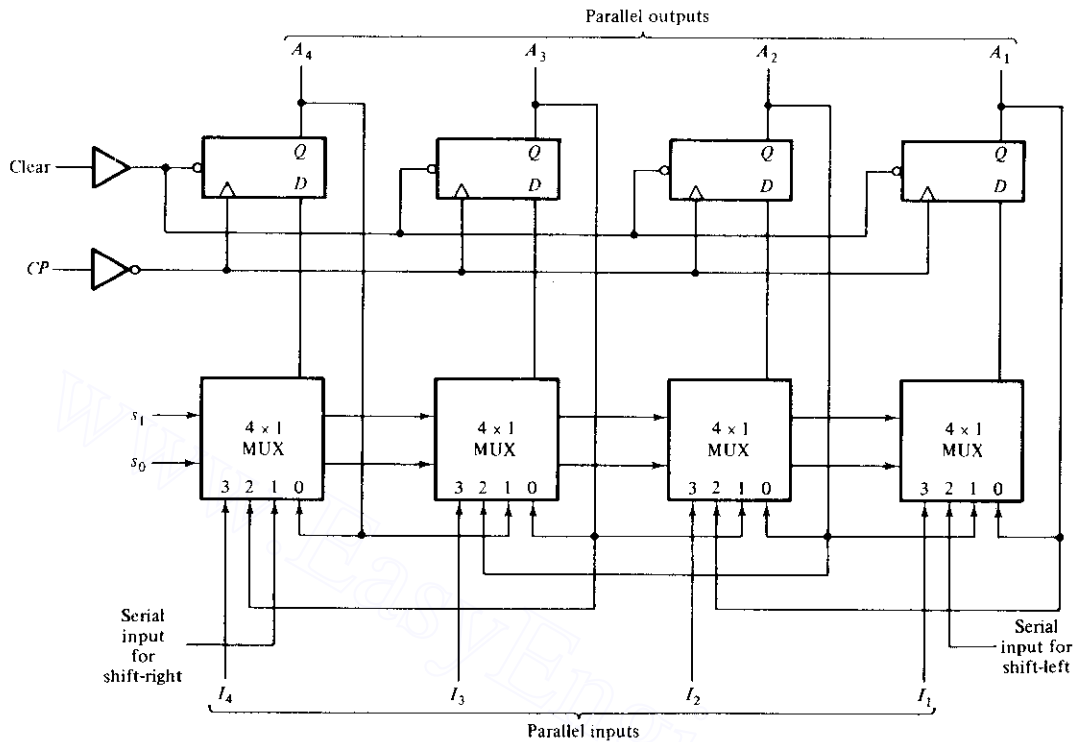 Parallel outputs
A4 A3 A2 A1
Clear
Q Q Q Q
D D D D
CP
s1
s0
4 × 1 MUX
4 × 1 MUX
4 × 1 MUX
4 × 1 MUX
3 2 1 0
3 2 1 0
3 2 1 0
3 2 1 0
Serial
input
for
shift-right
Serial
input for
shift-left
I4 I3 I2 I1
Parallel inputs